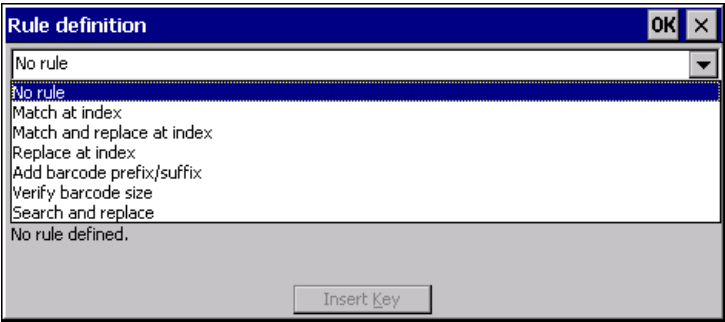 Rule definition OK ×
No rule
No rule
Match at index
Match and replace at index
Replace at index
Add barcode prefix/suffix
Verify barcode size
Search and replace
No rule defined.
Insert Key